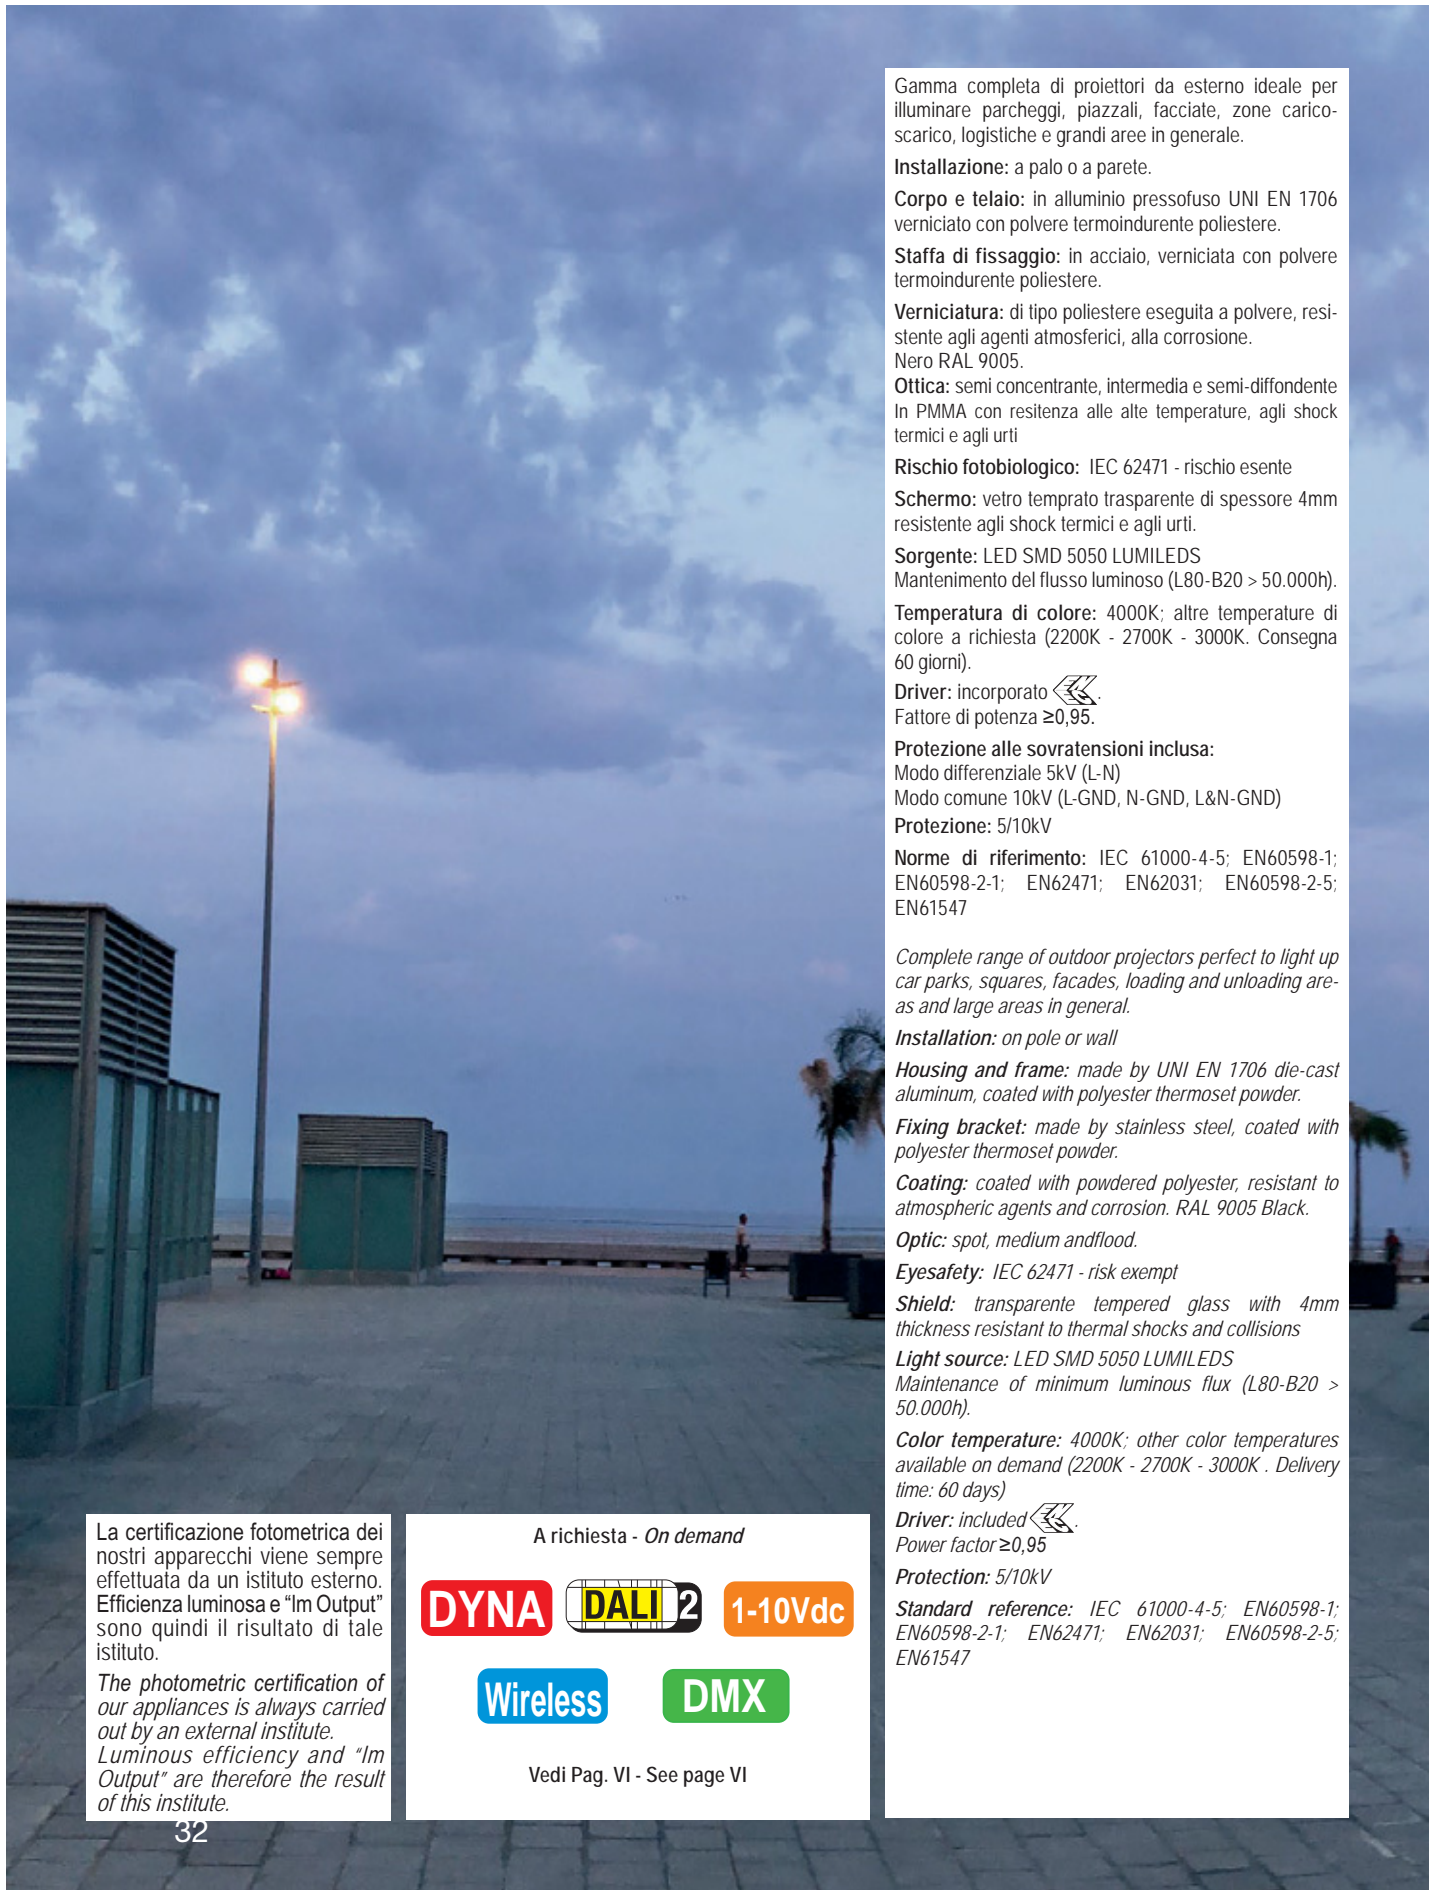 Gamma completa di proiettori da esterno ideale per
illuminare parcheggi, piazzali, facciate, zone carico-
scarico, logistiche e grandi aree in generale.
Installazione: a palo o a parete.
Corpo e telaio: in alluminio pressofuso UNI EN 1706
verniciato con polvere termoindurente poliestere.
Staffa di fissaggio: in acciaio, verniciata con polvere
termoindurente poliestere.
Verniciatura: di tipo poliestere eseguita a polvere, resi-
stente agli agenti atmosferici, alla corrosione.
Nero RAL 9005.
Ottica: semi concentrante, intermedia e semi-diffondente
In PMMA con resitenza alle alte temperature, agli shock
termici e agli urti
Rischio fotobiologico: IEC 62471 - rischio esente
Schermo: vetro temprato trasparente di spessore 4mm
resistente agli shock termici e agli urti.
Sorgente: LED SMD 5050 LUMILEDS
Mantenimento del flusso luminoso (L80-B20 > 50.000h).
Temperatura di colore: 4000K; altre temperature di
colore a richiesta (2200K - 2700K - 3000K. Consegna
60 giorni).
Driver: incorporato .
Fattore di potenza ≥0,95.
Protezione alle sovratensioni inclusa:
Modo differenziale 5kV (L-N)
Modo comune 10kV (L-GND, N-GND, L&N-GND)
Protezione: 5/10kV
Norme di riferimento: IEC 61000-4-5; EN60598-1;
EN60598-2-1; EN62471; EN62031; EN60598-2-5;
EN61547
Complete range of outdoor projectors perfect to light up
car parks, squares, facades, loading and unloading are-
as and large areas in general.
Installation: on pole or wall
Housing and frame: made by UNI EN 1706 die-cast
aluminum, coated with polyester thermoset powder.
Fixing bracket: made by stainless steel, coated with
polyester thermoset powder.
Coating: coated with powdered polyester, resistant to
atmospheric agents and corrosion. RAL 9005 Black.
Optic: spot, medium andflood.
Eyesafety: IEC 62471 - risk exempt
Shield: transparente tempered glass with 4mm
thickness resistant to thermal shocks and collisions
Light source: LED SMD 5050 LUMILEDS
Maintenance of minimum luminous flux (L80-B20 >
50.000h).
Color temperature: 4000K; other color temperatures
available on demand (2200K - 2700K - 3000K . Delivery
time: 60 days)
Driver: included .
Power factor ≥0,95
Protection: 5/10kV
Standard reference: IEC 61000-4-5; EN60598-1;
EN60598-2-1; EN62471; EN62031; EN60598-2-5;
EN61547
La certificazione fotometrica dei
nostri apparecchi viene sempre
effettuata da un istituto esterno.
Efficienza luminosa e “lm Output”
sono quindi il risultato di tale
istituto.
The photometric certification of
our appliances is always carried
out by an external institute.
Luminous efficiency and “lm
Output” are therefore the result
of this institute.
A richiesta - On demand
DYNA DALI 2 1-10Vdc
Wireless DMX
Vedi Pag. VI - See page VI
32